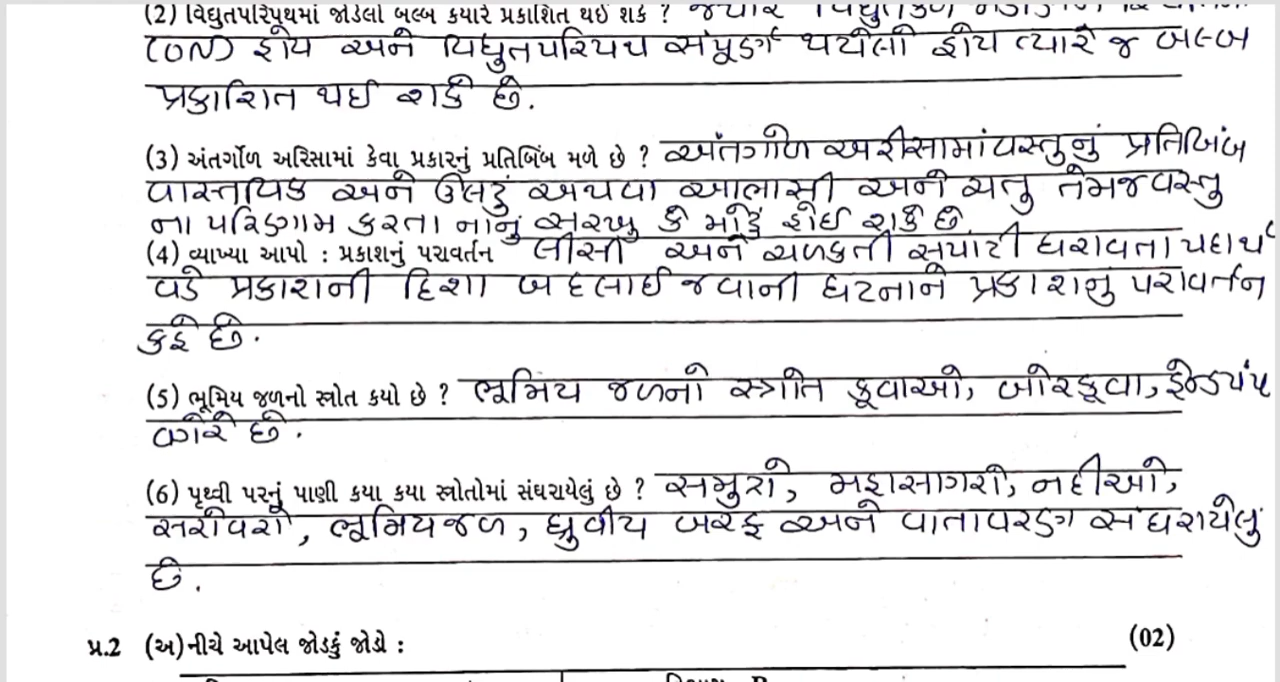 (2) વિદ્યુતપરિપથમાં જોડેલો બલ્બ કયારે પ્રકાશિત થઈ શકે ? જ્યારે
(ON) હોય અને વિદ્યુતપરિપથ સંપૂર્ણ થયેલો હોય ત્યારે જ બલ્બ
પ્રકાશિત થઈ શકે છે.
(3) અંતર્ગોળ અરિસામાં કેવા પ્રકારનું પ્રતિબિંબ મળે છે ? અંતર્ગોળ અરીસામાં વસ્તુનું પ્રતિબિંબ
વાસ્તવિક અને ઉલટું અથવા આભાસી અને ચતુ તેમજ વસ્તુ
ના પરિણામ કરતા નાનું સરખુ કે મોટું હોઈ શકે છે.
(4) વ્યાખ્યા આપો : પ્રકાશનું પરાવર્તન લીસી અને ચળકતી સપાટી ધરાવતા પદાર્થ
વડે પ્રકાશની દિશા બદલાઈ જવાની ઘટનાને પ્રકાશનું પરાવર્તન
કહે છે.
(5) ભૂમિય જળનો સ્ત્રોત કયો છે ? ભૂમિય જળનો સ્ત્રોત કૂવાઓ, બોરકૂવા, હેન્ડપંપ
વગેરે છે.
(6) પૃથ્વી પરનું પાણી કયા કયા સ્ત્રોતોમાં સંઘરાયેલું છે ? સમુદ્રો, મહાસાગરો, નદીઓ,
સરોવરો, ભૂમિયજળ, ધ્રુવીય બરફ અને વાતાવરણ સંઘરાયેલું
છે.
પ્ર.2 (અ) નીચે આપેલ જોડકું જોડો : (02)